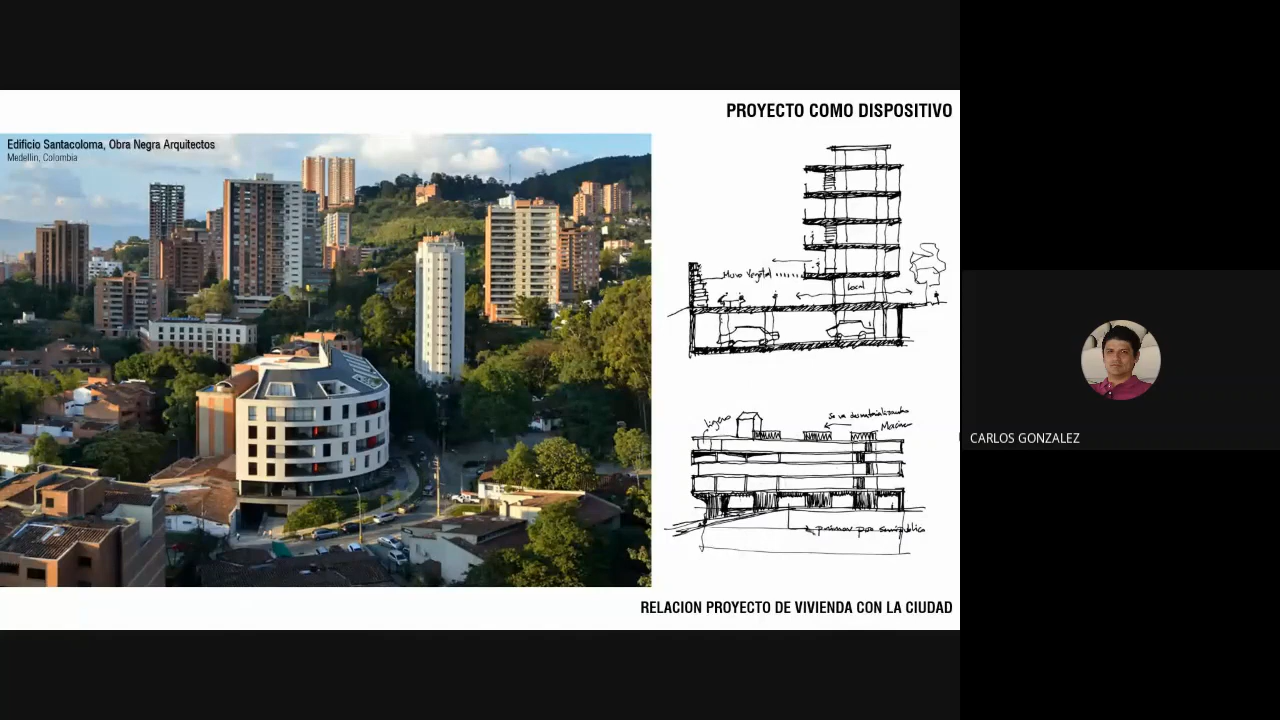 PROYECTO COMO DISPOSITIVO
Edificio Santacoloma, Obra Negra Arquitectos
Medellín, Colombia
Muro Vegetal
local
ligero
se va desmaterializando
RELACION PROYECTO DE VIVIENDA CON LA CIUDAD
CARLOS GONZALEZ